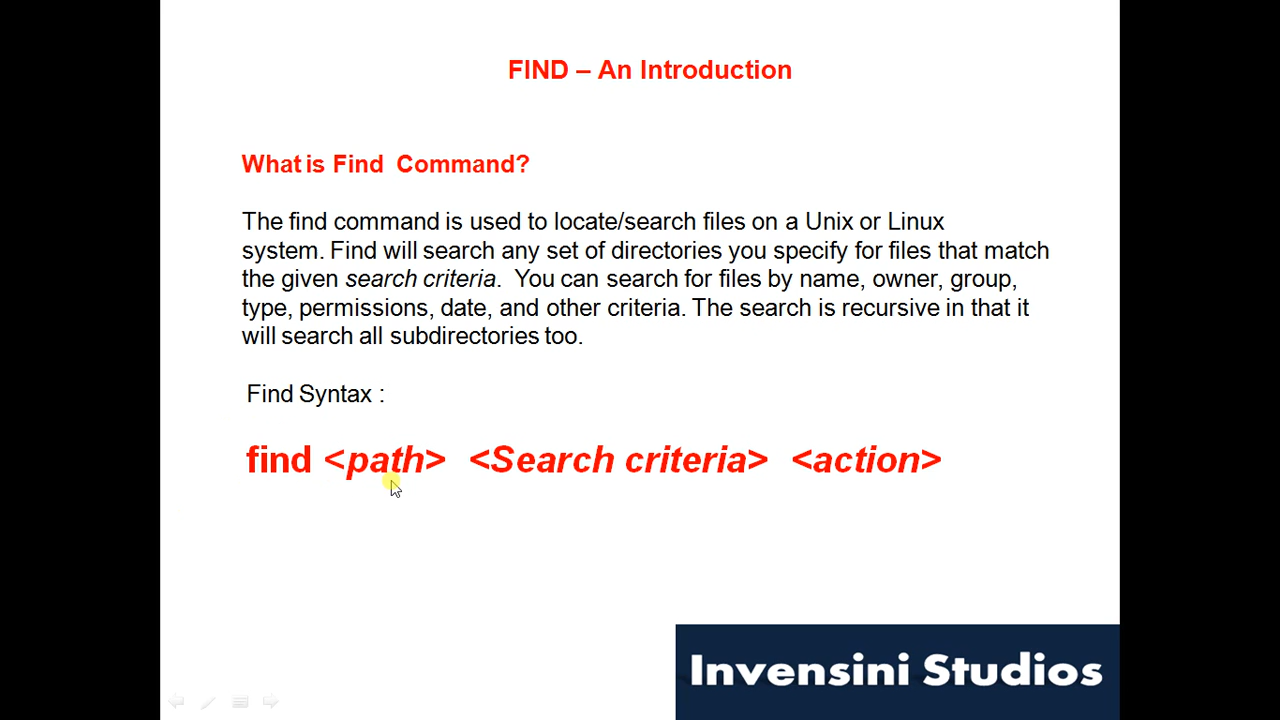 FIND – An Introduction
What is Find Command?
The find command is used to locate/search files on a Unix or Linux
system. Find will search any set of directories you specify for files that match
the given search criteria. You can search for files by name, owner, group,
type, permissions, date, and other criteria. The search is recursive in that it
will search all subdirectories too.
Find Syntax :
find <path> <Search criteria> <action>
Invensini Studios